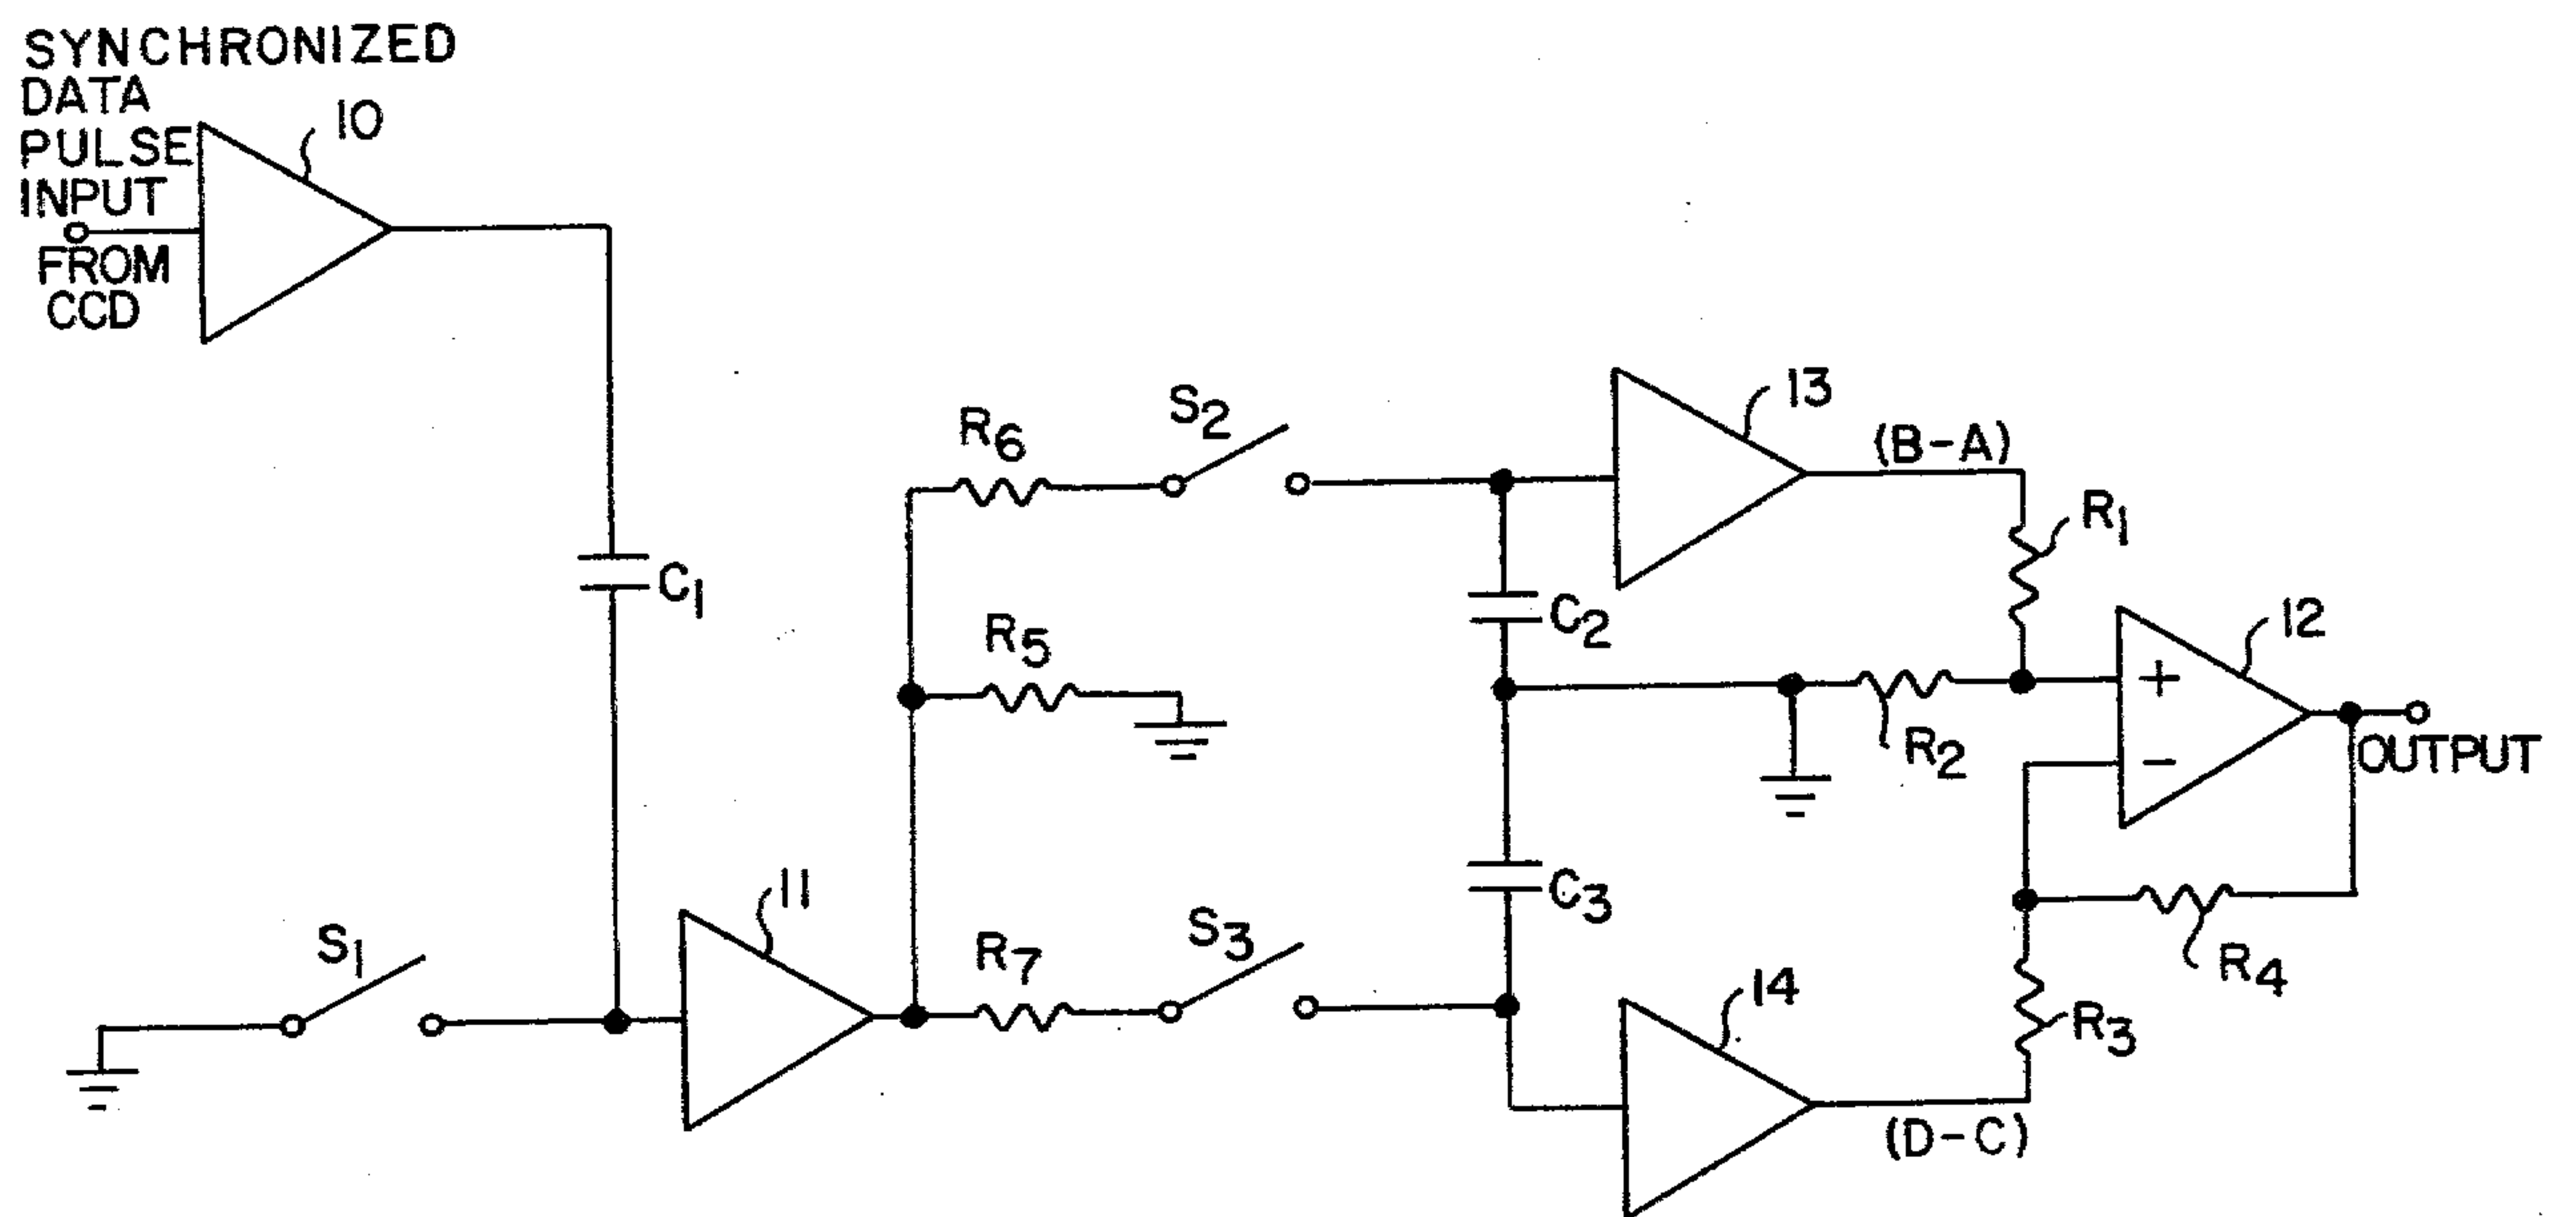 SYNCHRONIZED
DATA
PULSE
INPUT
FROM
CCD
10
C1
S1
11
R6
S2
R5
R7
S3
C2
C3
13
(B-A)
R1
R2
12
+
−
OUTPUT
R4
R3
14
(D-C)